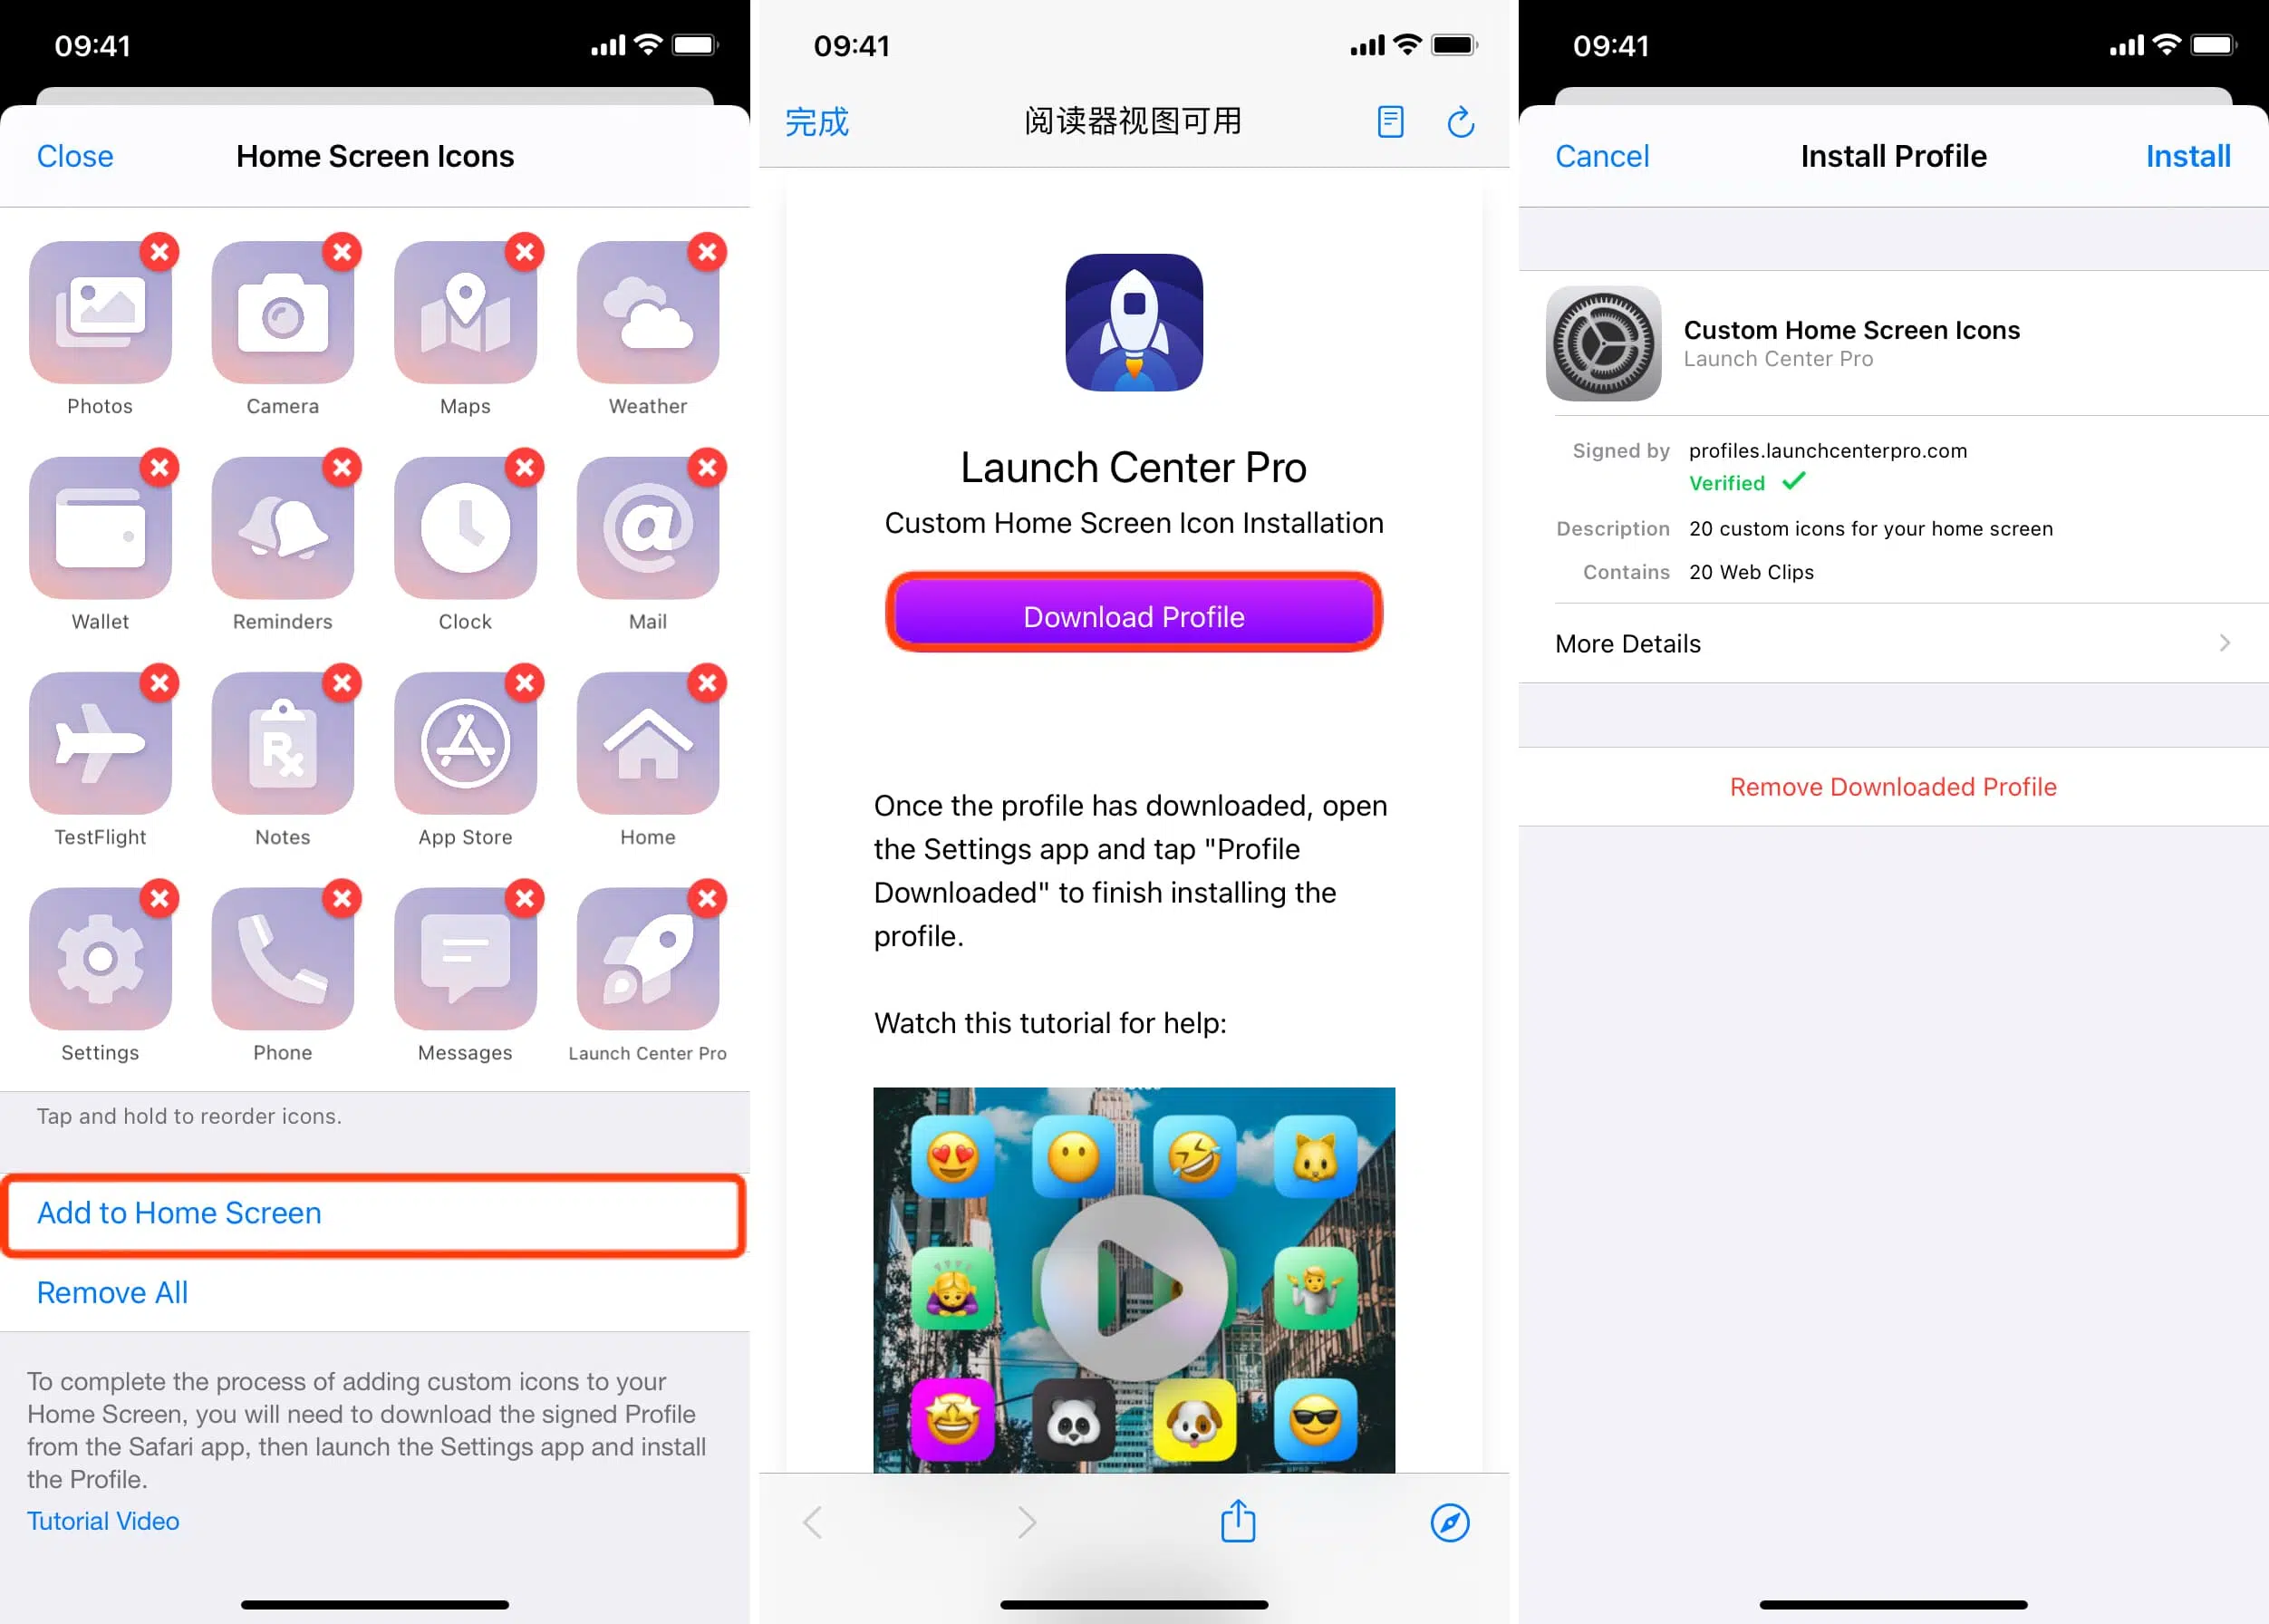 09:41
Close
Home Screen Icons
Photos
Camera
Maps
Weather
Wallet
Reminders
Clock
Mail
TestFlight
Notes
App Store
Home
Settings
Phone
Messages
Launch Center Pro
Tap and hold to reorder icons.
Add to Home Screen
Remove All
To complete the process of adding custom icons to your
Home Screen, you will need to download the signed Profile
from the Safari app, then launch the Settings app and install
the Profile.
Tutorial Video
09:41
完成
阅读器视图可用
Launch Center Pro
Custom Home Screen Icon Installation
Download Profile
Once the profile has downloaded, open
the Settings app and tap "Profile
Downloaded" to finish installing the
profile.
Watch this tutorial for help:
09:41
Cancel
Install Profile
Install
Custom Home Screen Icons
Launch Center Pro
Signed by profiles.launchcenterpro.com
Verified
Description 20 custom icons for your home screen
Contains 20 Web Clips
More Details
Remove Downloaded Profile